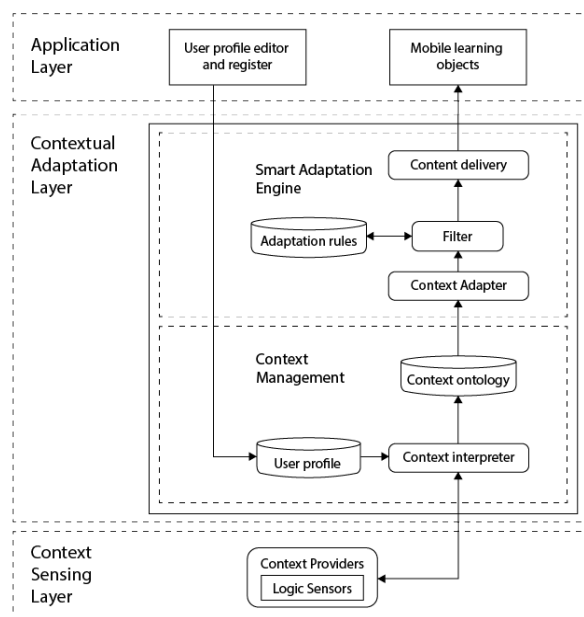 Application
Layer
User profile editor
and register
Mobile learning
objects
Contextual
Adaptation
Layer
Smart Adaptation
Engine
Content delivery
Adaptation rules
Filter
Context Adapter
Context
Management
Context ontology
User profile
Context interpreter
Context
Sensing
Layer
Context Providers
Logic Sensors